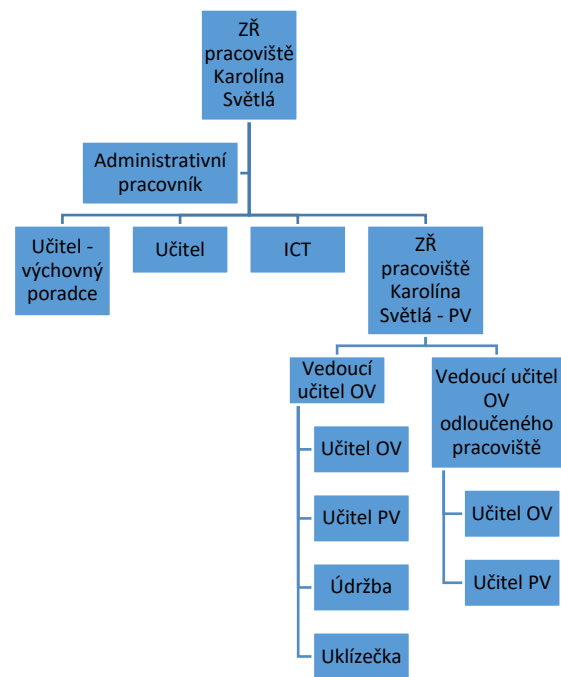 ZŘ
pracoviště
Karolína
Světlá
Administrativní
pracovník
Učitel -
výchovný
poradce
Učitel
ICT
ZŘ
pracoviště
Karolína
Světlá - PV
Vedoucí
učitel OV
Učitel OV
Učitel PV
Údržba
Uklízečka
Vedoucí učitel
OV
odloučeného
pracoviště
Učitel OV
Učitel PV